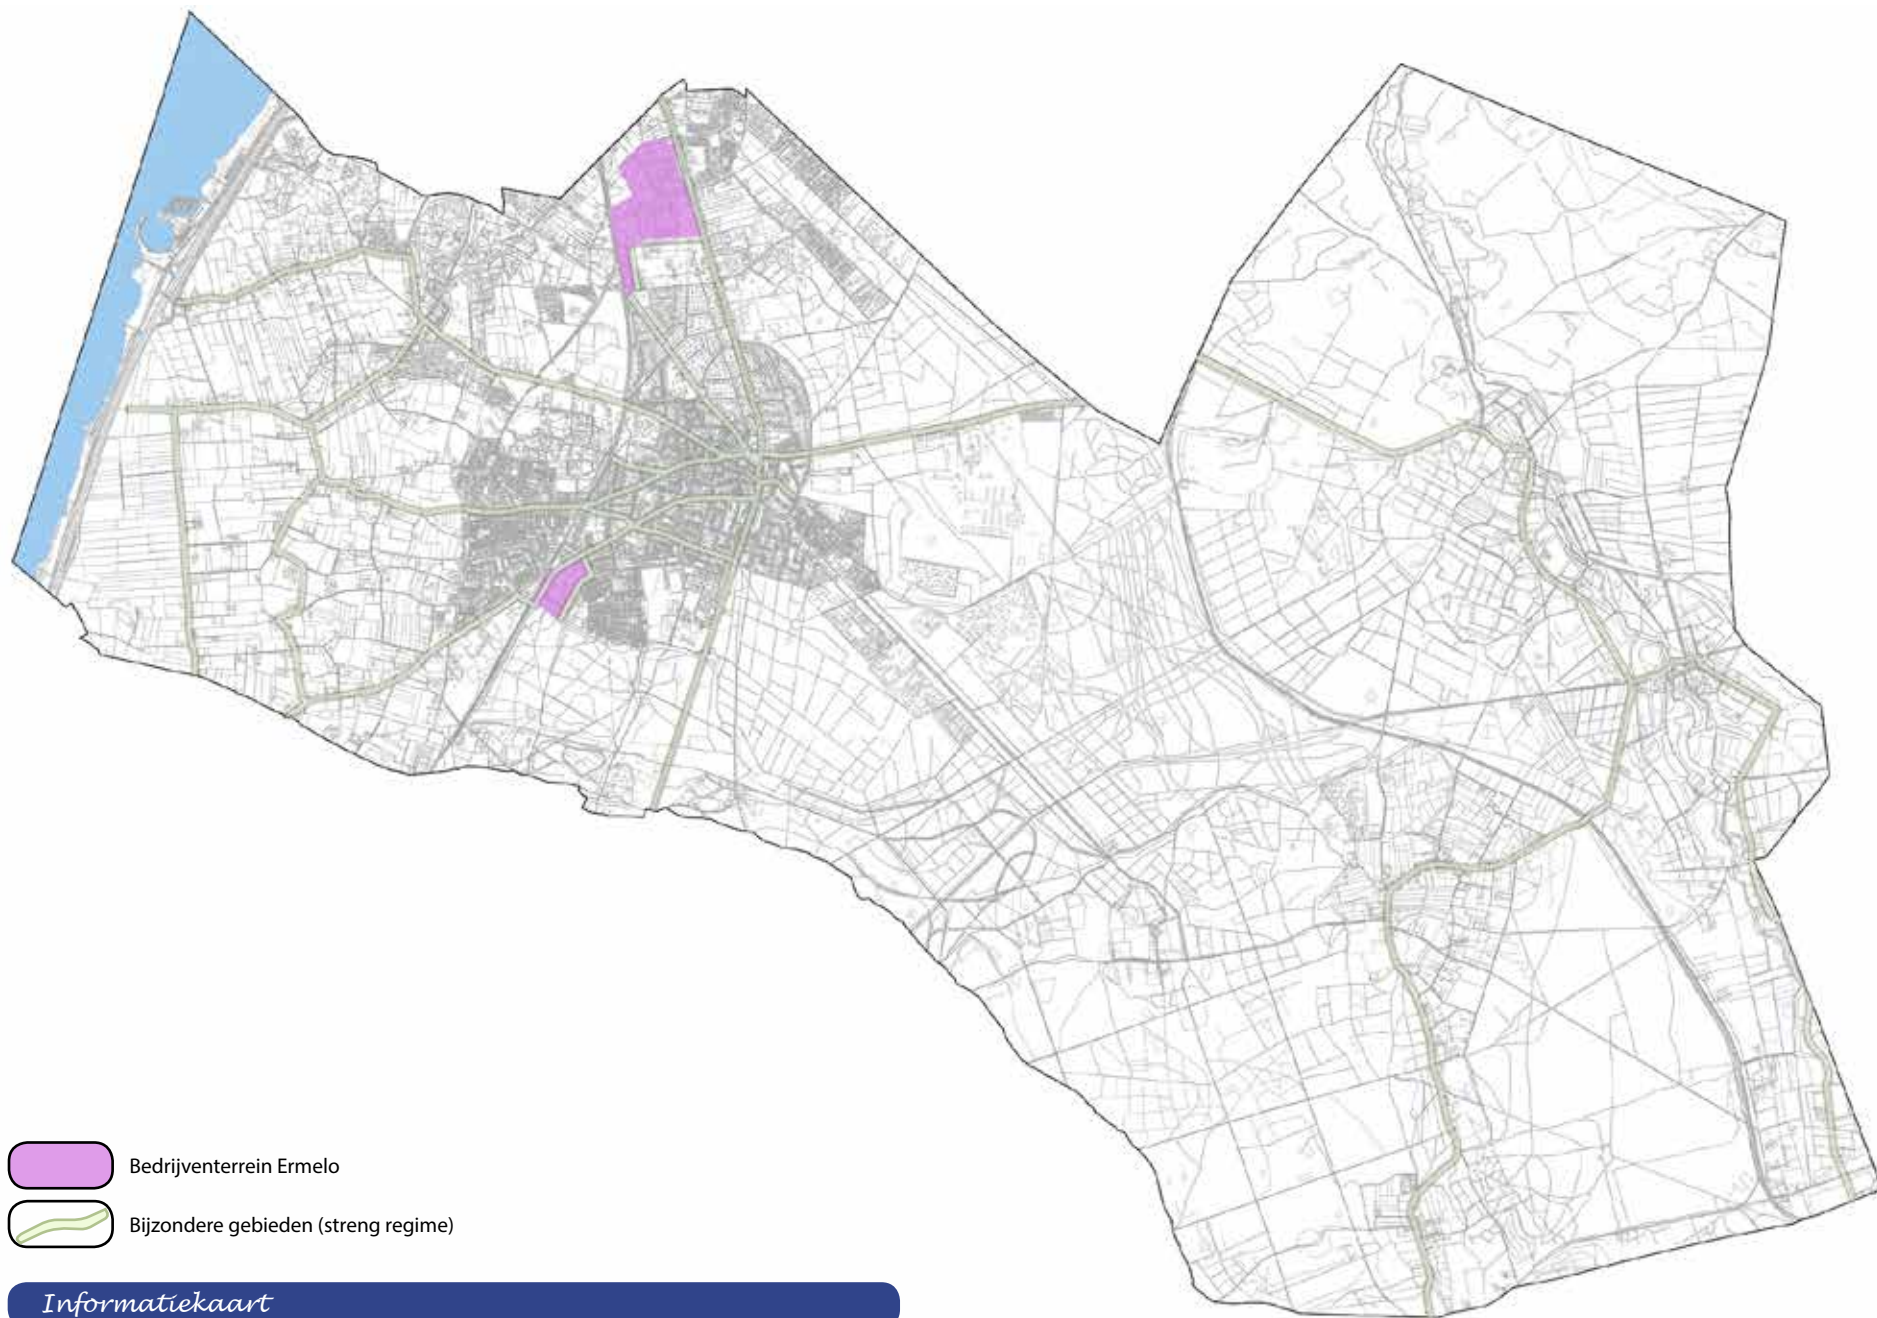 Bedrijventerrein Ermelo
Bijzondere gebieden (streng regime)
Informatiekaart